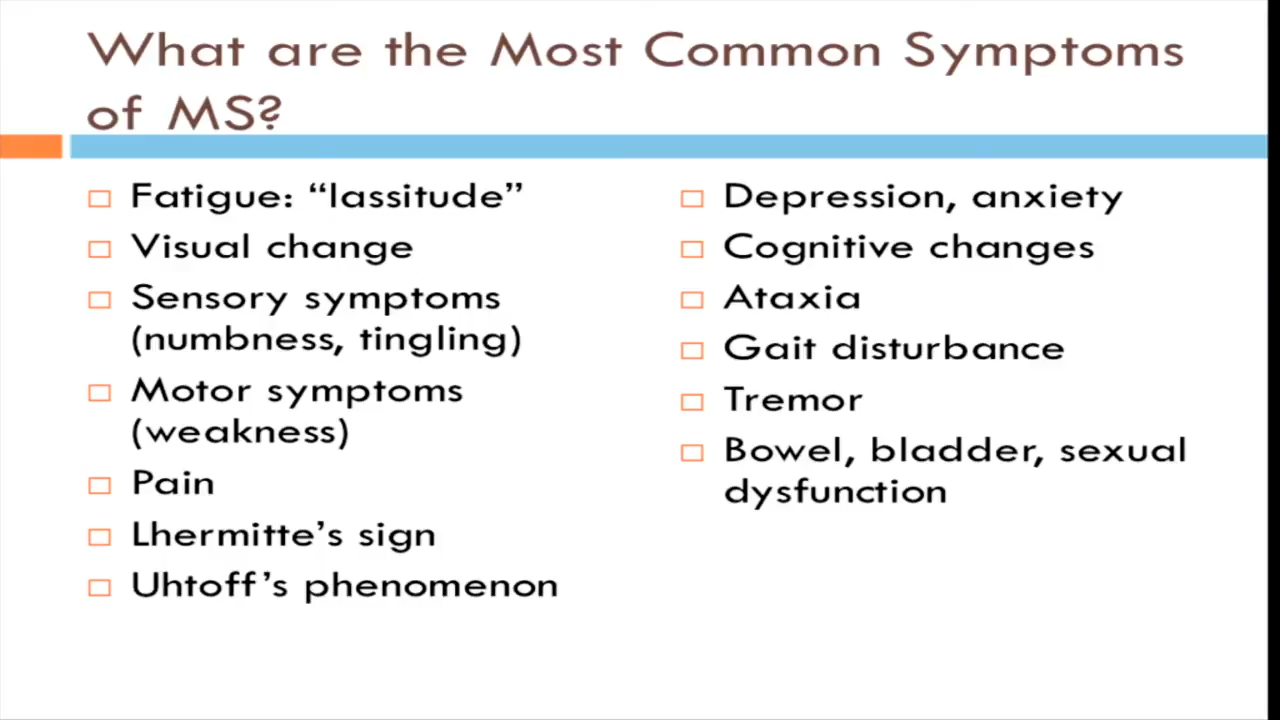 What are the Most Common Symptoms
of MS?
Fatigue: “lassitude”
Visual change
Sensory symptoms
(numbness, tingling)
Motor symptoms
(weakness)
Pain
Lhermitte’s sign
Uhtoff’s phenomenon
Depression, anxiety
Cognitive changes
Ataxia
Gait disturbance
Tremor
Bowel, bladder, sexual
dysfunction